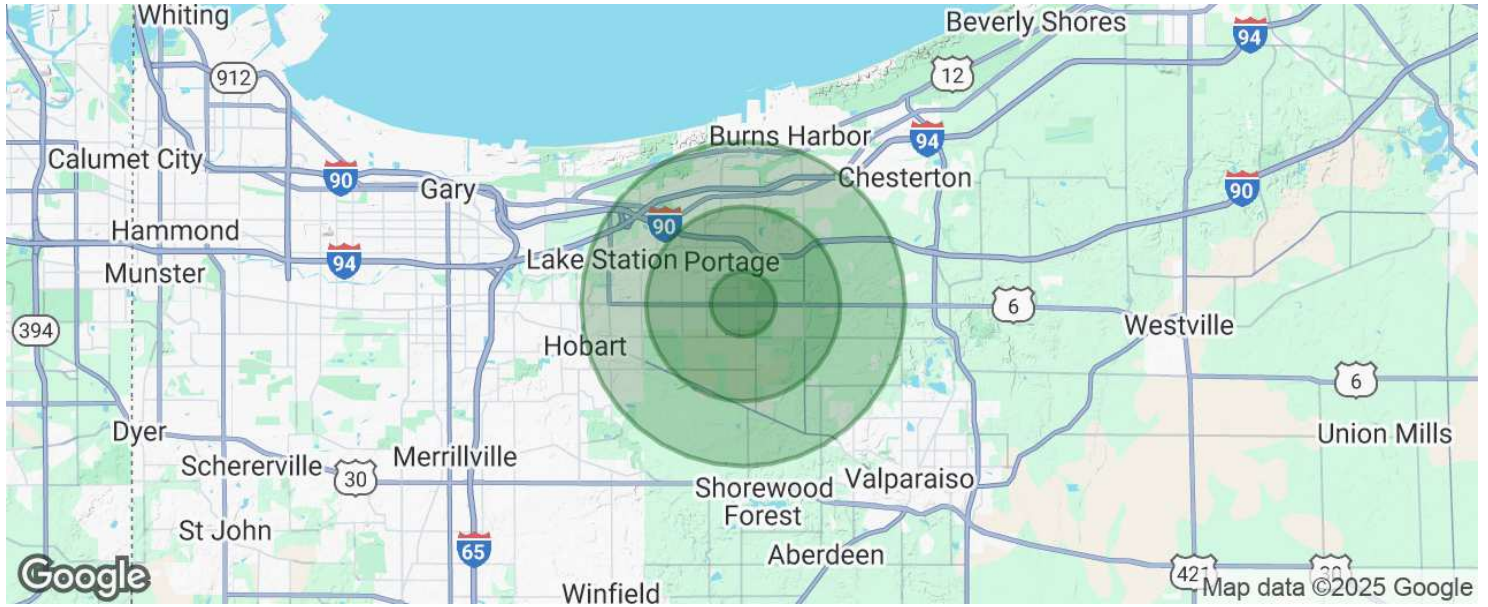 Whiting
Beverly Shores
94
912
12
Burns Harbor
94
Calumet City
90
Gary
Chesterton
90
90
Hammond
94
Lake Station
Portage
Munster
6
394
Westville
Hobart
6
Dyer
Union Mills
Schererville
30
Merrillville
Shorewood
Forest
Valparaiso
St John
65
Aberdeen
421
30
Google
Winfield
Map data ©2025 Google